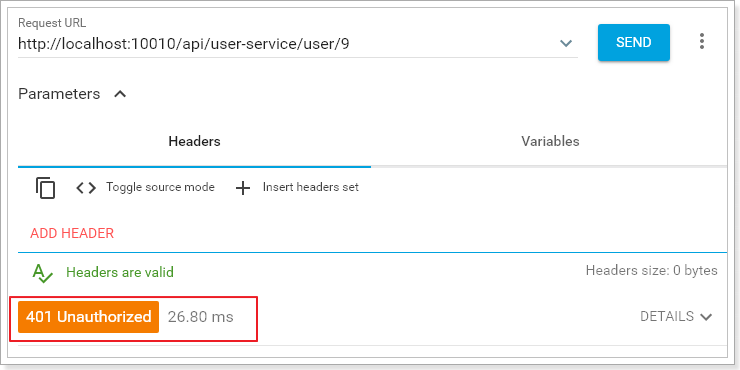 Request URL
http://localhost:10010/api/user-service/user/9
SEND
Parameters
Headers
Variables
Toggle source mode
Insert headers set
ADD HEADER
Headers are valid
Headers size: 0 bytes
401 Unauthorized
26.80 ms
DETAILS